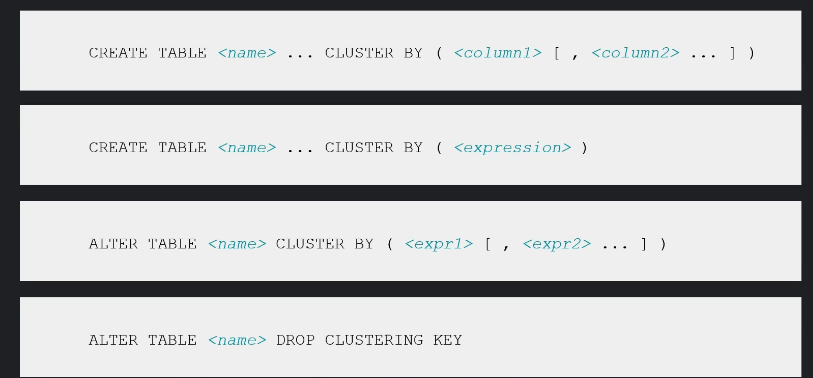 CREATE TABLE <name> ... CLUSTER BY ( <column1> [ , <column2> ... ] )
CREATE TABLE <name> ... CLUSTER BY ( <expression> )
ALTER TABLE <name> CLUSTER BY ( <expr1> [ , <expr2> ... ] )
ALTER TABLE <name> DROP CLUSTERING KEY